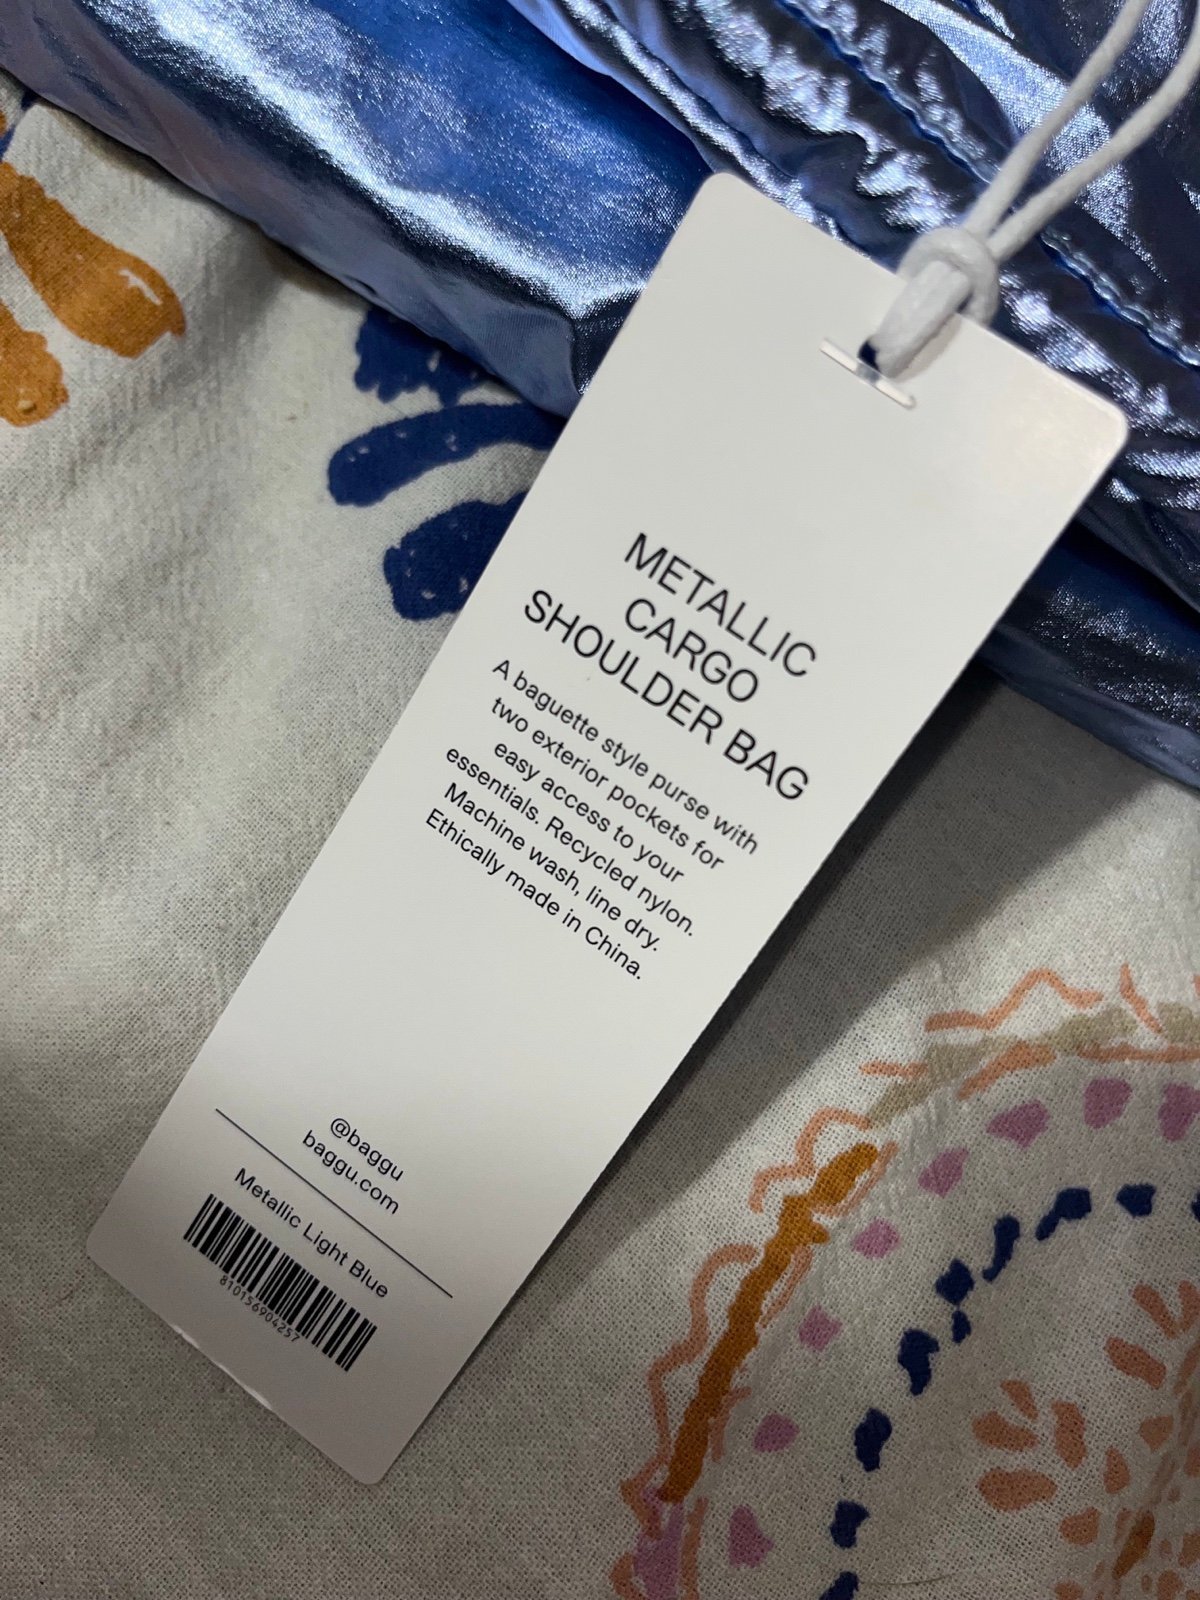 METALLIC
CARGO
SHOULDER BAG
A baguette style purse with
two exterior pockets for
easy access to your
essentials. Recycled nylon.
Machine wash, line dry.
Ethically made in China.
@baggu
baggu.com
Metallic Light Blue
810156904257